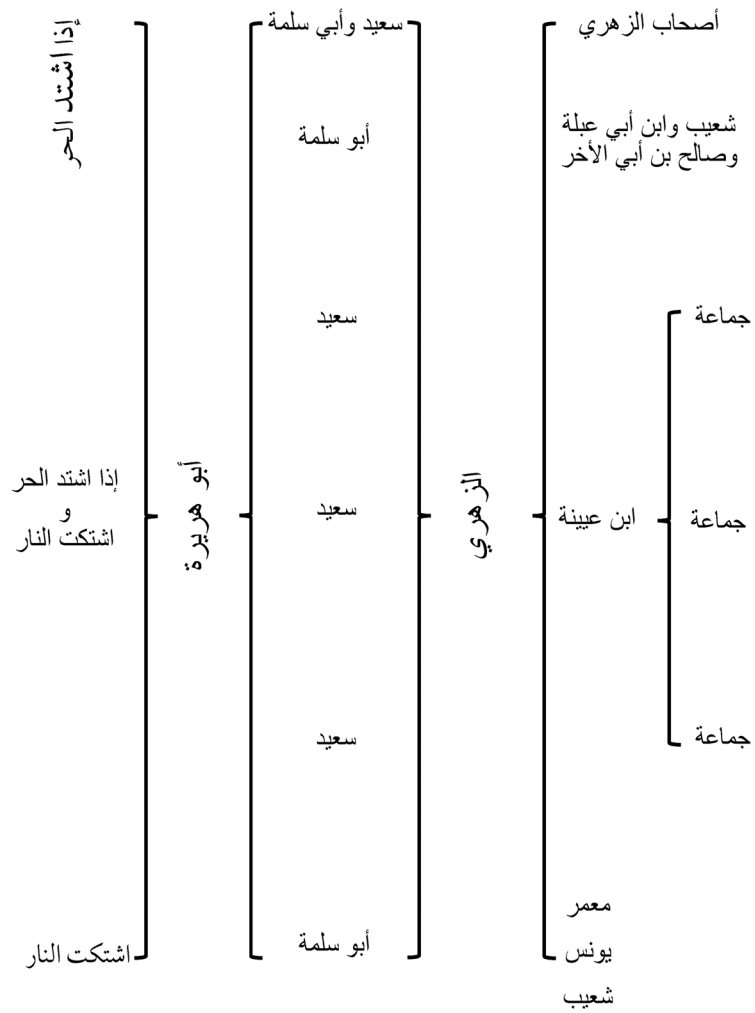 أصحاب الزهري
سعيد وأبي سلمة
إذا اشتد الحر
شعيب وابن أبي عبلة
وصالح بن أبي الأخر
أبو سلمة
جماعة
سعيد
جماعة
ابن عيينة
الزهري
سعيد
أبو هريرة
إذا اشتد الحر
و
اشتكت النار
جماعة
سعيد
معمر
يونس
شعيب
أبو سلمة
اشتكت النار